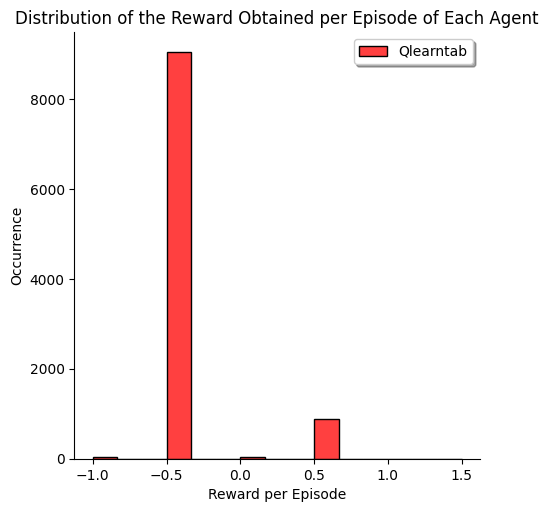 Distribution of the Reward Obtained per Episode of Each Agent
Qlearntab
8000
6000
4000
2000
0
Occurrence
−1.0 −0.5 0.0 0.5 1.0 1.5
Reward per Episode